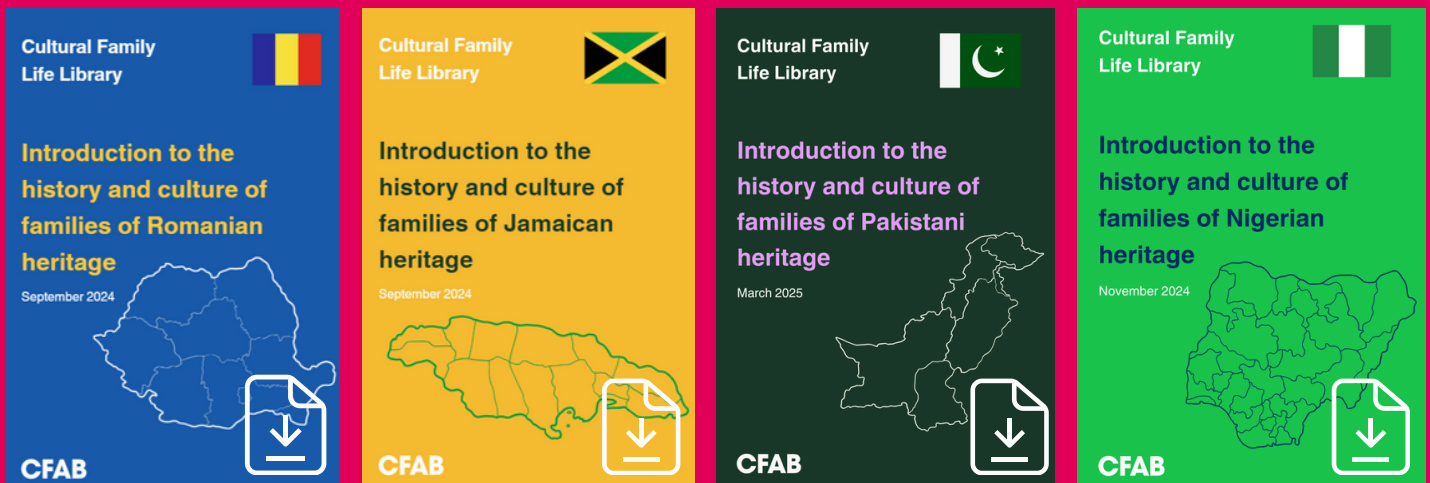 Cultural Family
Life Library
Introduction to the
history and culture of
families of Romanian
heritage
September 2024
CFAB
Cultural Family
Life Library
Introduction to the
history and culture of
families of Jamaican
heritage
September 2024
CFAB
Cultural Family
Life Library
Introduction to the
history and culture of
families of Pakistani
heritage
March 2025
CFAB
Cultural Family
Life Library
Introduction to the
history and culture of
families of Nigerian
heritage
November 2024
CFAB